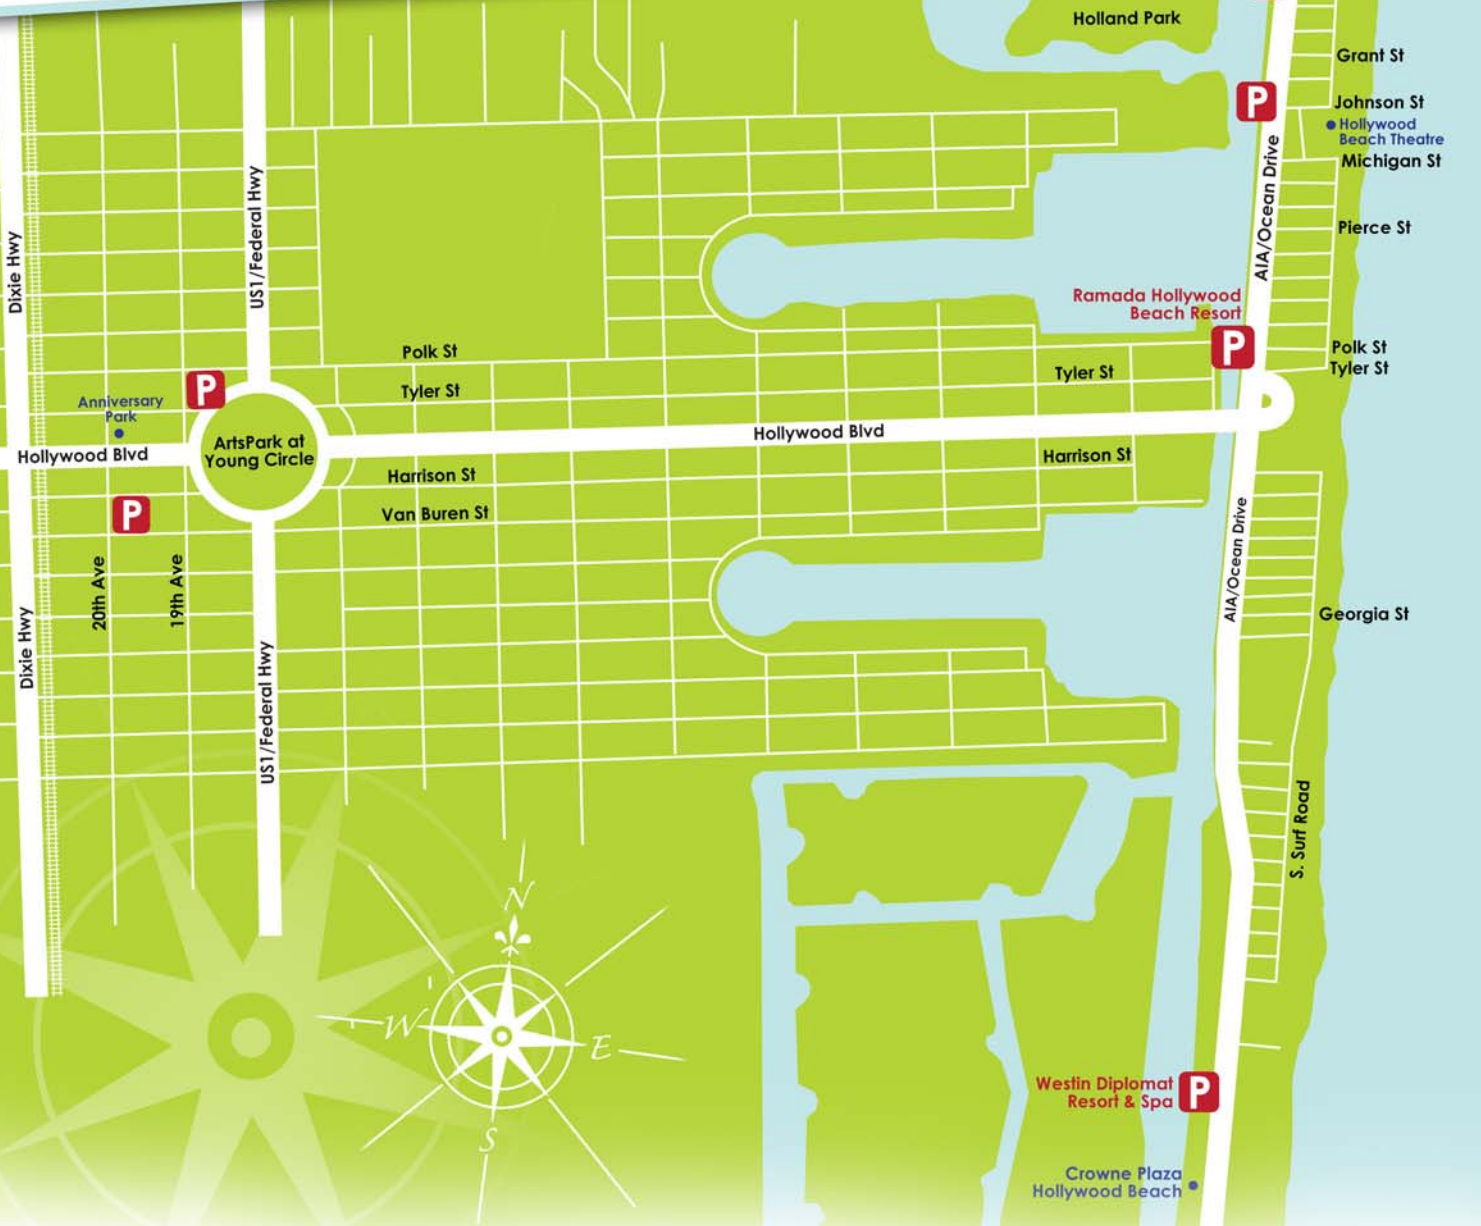 Holland Park
Grant St
P
Johnson St
Hollywood
Beach Theatre
Michigan St
AIA/Ocean Drive
US1/Federal Hwy
Dixie Hwy
Pierce St
Ramada Hollywood
Beach Resort
P
Polk St
Tyler St
Polk St
Tyler St
Tyler St
P
Anniversary
Park
ArtsPark at
Young Circle
Hollywood Blvd
Hollywood Blvd
Harrison St
Harrison St
Van Buren St
P
AIA/Ocean Drive
20th Ave
19th Ave
Dixie Hwy
US1/Federal Hwy
Georgia St
S. Surf Road
N
W
E
S
Westin Diplomat
Resort & Spa
P
Crowne Plaza
Hollywood Beach